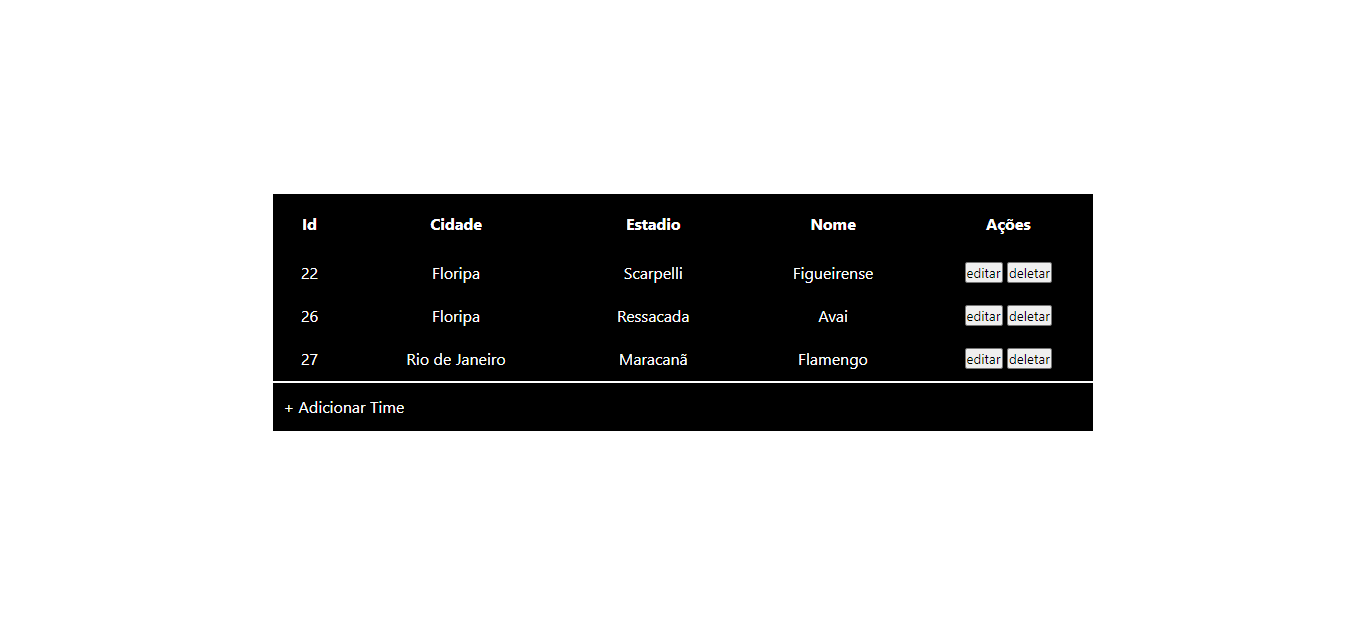 Id Cidade Estadio Nome Ações
22 Floripa Scarpelli Figueirense editar deletar
26 Floripa Ressacada Avai editar deletar
27 Rio de Janeiro Maracanã Flamengo editar deletar
+ Adicionar Time